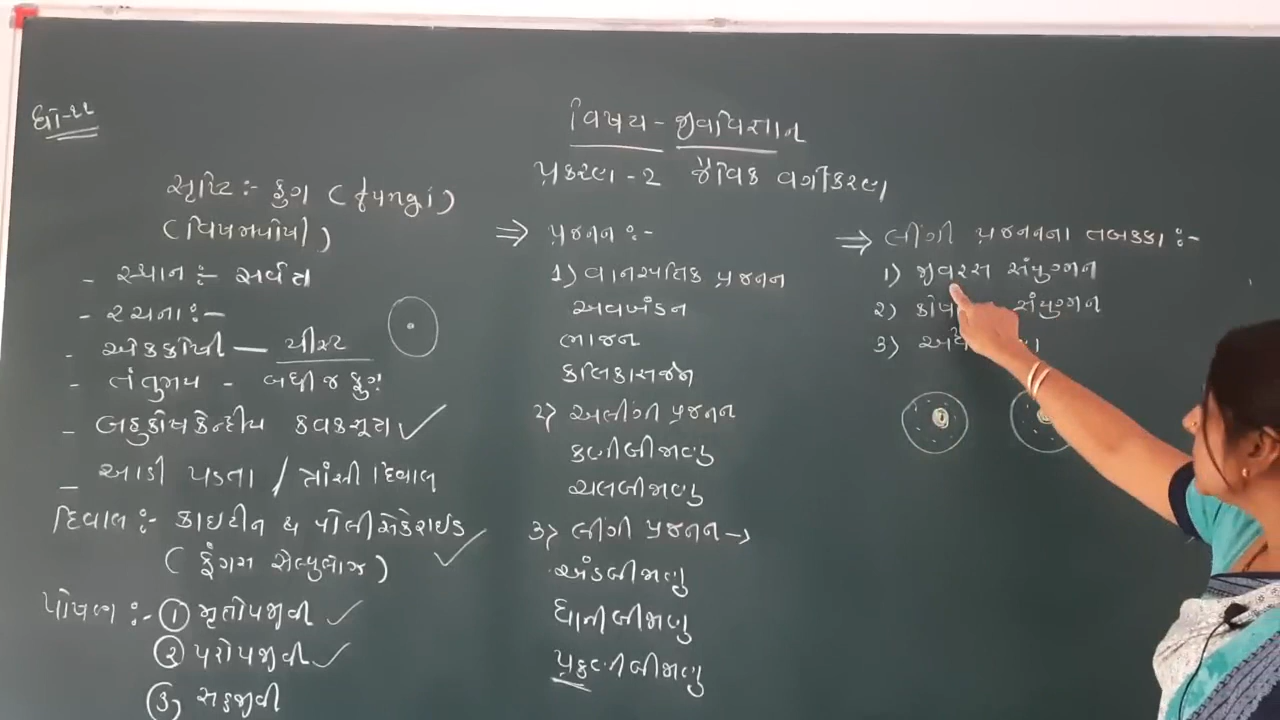 ધો-૧૧
વિષય - જીવવિજ્ઞાન
પ્રકરણ - 2 જૈવિક વર્ગીકરણ
સૃષ્ટિ :- ફુગ (fungi)
(વિષમપોષી)
- સ્થાન :- સર્વત્ર
- રચના :-
- એકકોષી — યીસ્ટ
- તંતુમય - બધી જ ફુગ
- બહુકોષકેન્દ્રીય કવકસૂત્ર
- આડી પડદા / ત્રાંસી દિવાલ
દિવાલ :- કાઇટીન & પોલીસેકેરાઇડ
(ફંગસ સેલ્યુલોઝ)
પોષણ :- ① મૃતોપજીવી
② પરોપજીવી
③ સહજીવી
⇒ પ્રજનન :-
1) વાનસ્પતિક પ્રજનન
અવખંડન
ભાજન
કલિકાસર્જન
2) અલીંગી પ્રજનન
કણીબીજાણુ
ચલબીજાણુ
3) લીંગી પ્રજનન →
અંડબીજાણુ
ધાનીબીજાણુ
પ્રકણીબીજાણુ
⇒ લીંગી પ્રજનનના તબક્કા :-
1) જીવરસ સંયુગ્મન
2) સંયુગ્મન
3)